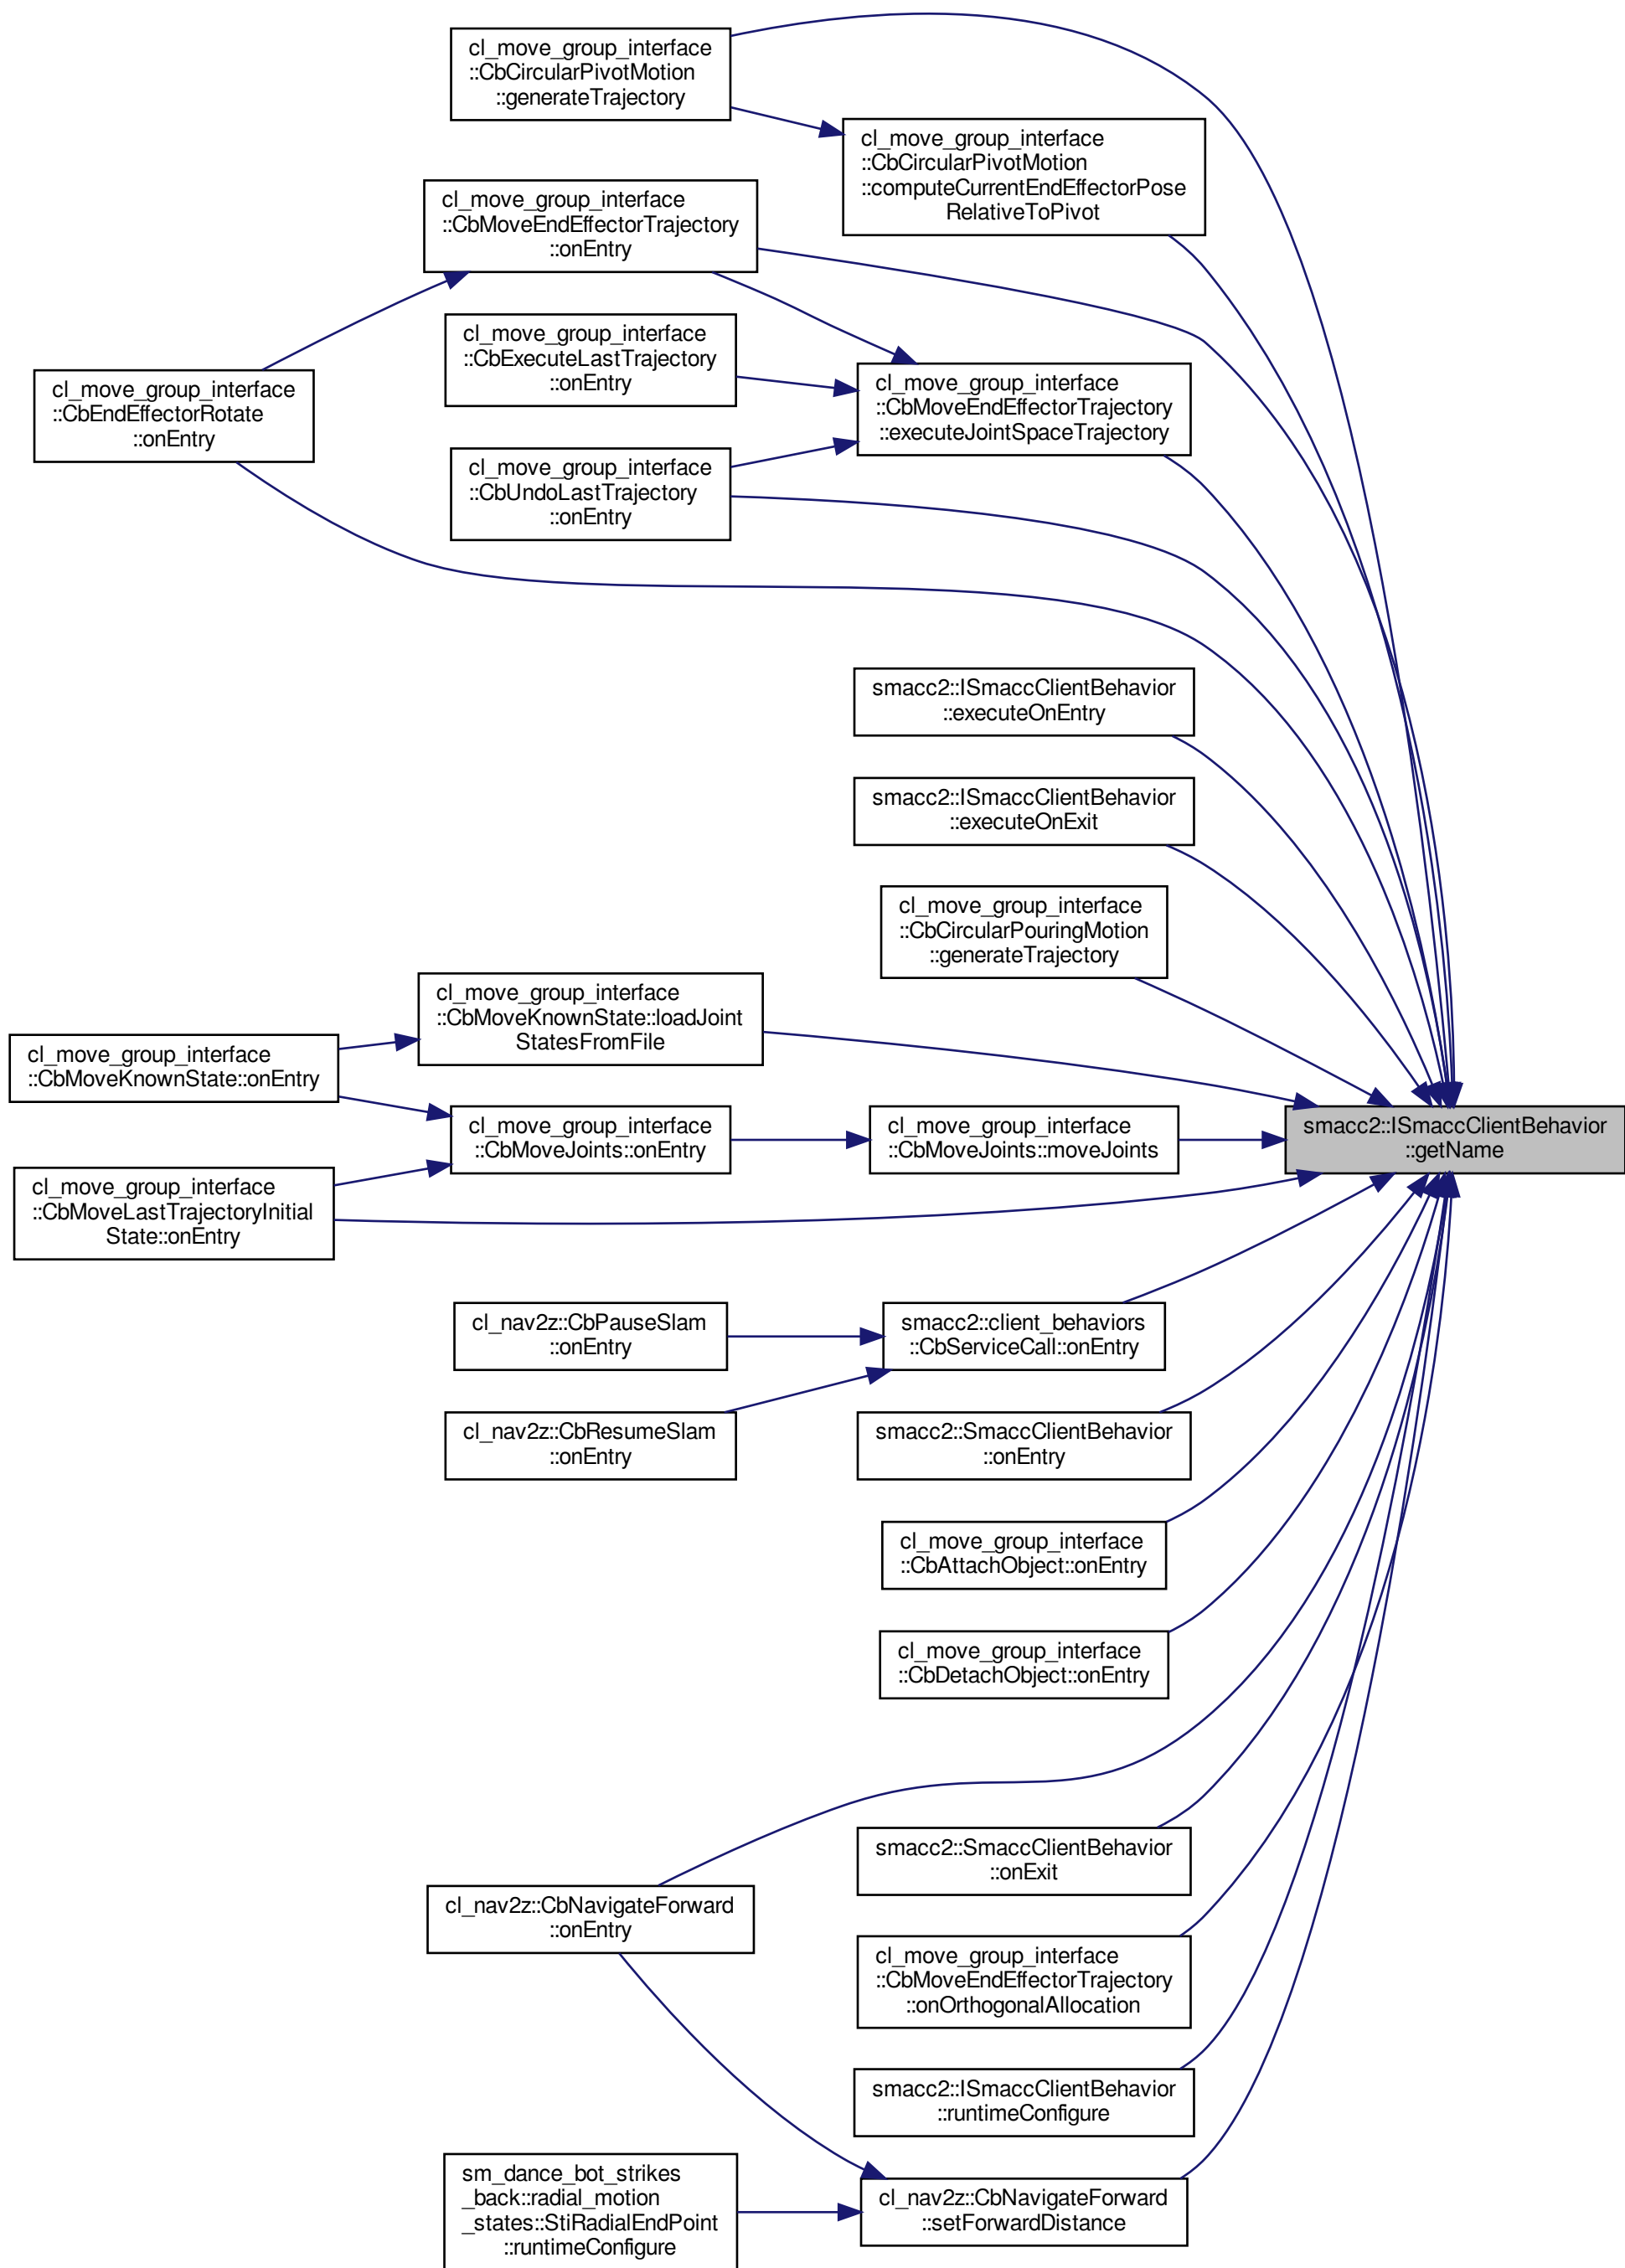 cl_move_group_interface
::CbCircularPivotMotion
::generateTrajectory
cl_move_group_interface
::CbCircularPivotMotion
::computeCurrentEndEffectorPose
RelativeToPivot
cl_move_group_interface
::CbMoveEndEffectorTrajectory
::onEntry
cl_move_group_interface
::CbExecuteLastTrajectory
::onEntry
cl_move_group_interface
::CbMoveEndEffectorTrajectory
::executeJointSpaceTrajectory
cl_move_group_interface
::CbEndEffectorRotate
::onEntry
cl_move_group_interface
::CbUndoLastTrajectory
::onEntry
smacc2::ISmaccClientBehavior
::executeOnEntry
smacc2::ISmaccClientBehavior
::executeOnExit
cl_move_group_interface
::CbCircularPouringMotion
::generateTrajectory
cl_move_group_interface
::CbMoveKnownState::loadJoint
StatesFromFile
cl_move_group_interface
::CbMoveKnownState::onEntry
cl_move_group_interface
::CbMoveJoints::onEntry
cl_move_group_interface
::CbMoveJoints::moveJoints
smacc2::ISmaccClientBehavior
::getName
cl_move_group_interface
::CbMoveLastTrajectoryInitial
State::onEntry
cl_nav2z::CbPauseSlam
::onEntry
smacc2::client_behaviors
::CbServiceCall::onEntry
cl_nav2z::CbResumeSlam
::onEntry
smacc2::SmaccClientBehavior
::onEntry
cl_move_group_interface
::CbAttachObject::onEntry
cl_move_group_interface
::CbDetachObject::onEntry
smacc2::SmaccClientBehavior
::onExit
cl_nav2z::CbNavigateForward
::onEntry
cl_move_group_interface
::CbMoveEndEffectorTrajectory
::onOrthogonalAllocation
smacc2::ISmaccClientBehavior
::runtimeConfigure
sm_dance_bot_strikes
_back::radial_motion
_states::StiRadialEndPoint
::runtimeConfigure
cl_nav2z::CbNavigateForward
::setForwardDistance